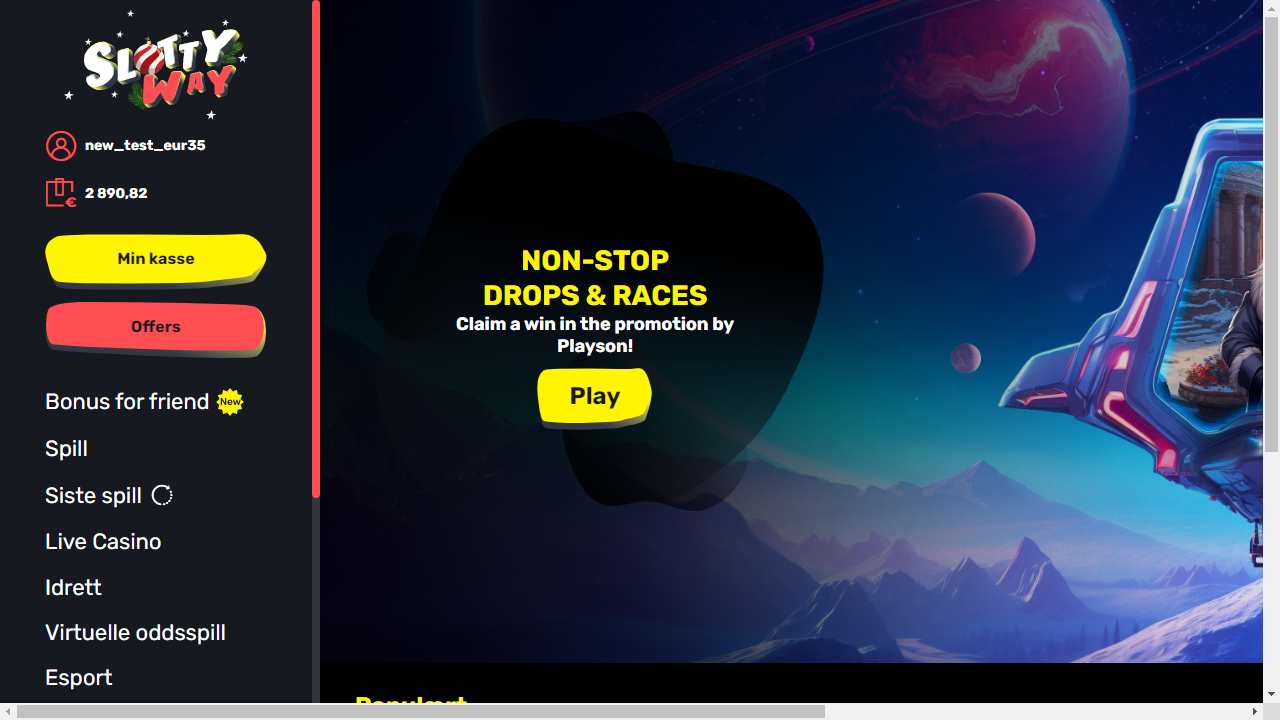 SLOTTY
WAY
new_test_eur35
€
2 890,82
Min kasse
Offers
Bonus for friend
New
Spill
Siste spill
Live Casino
Idrett
Virtuelle oddsspill
Esport
NON-STOP
DROPS & RACES
Claim a win in the promotion by
Playson!
Play